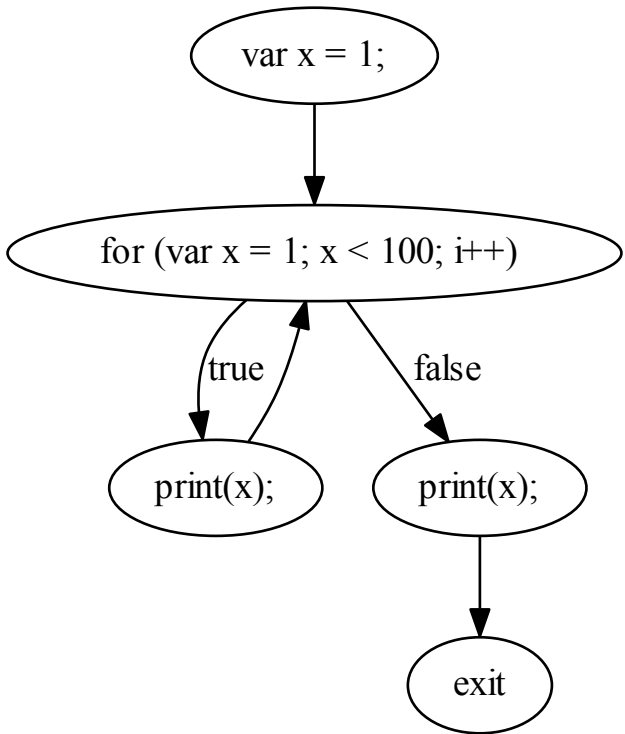 var x = 1;
for (var x = 1; x < 100; i++)
true
false
print(x);
print(x);
exit